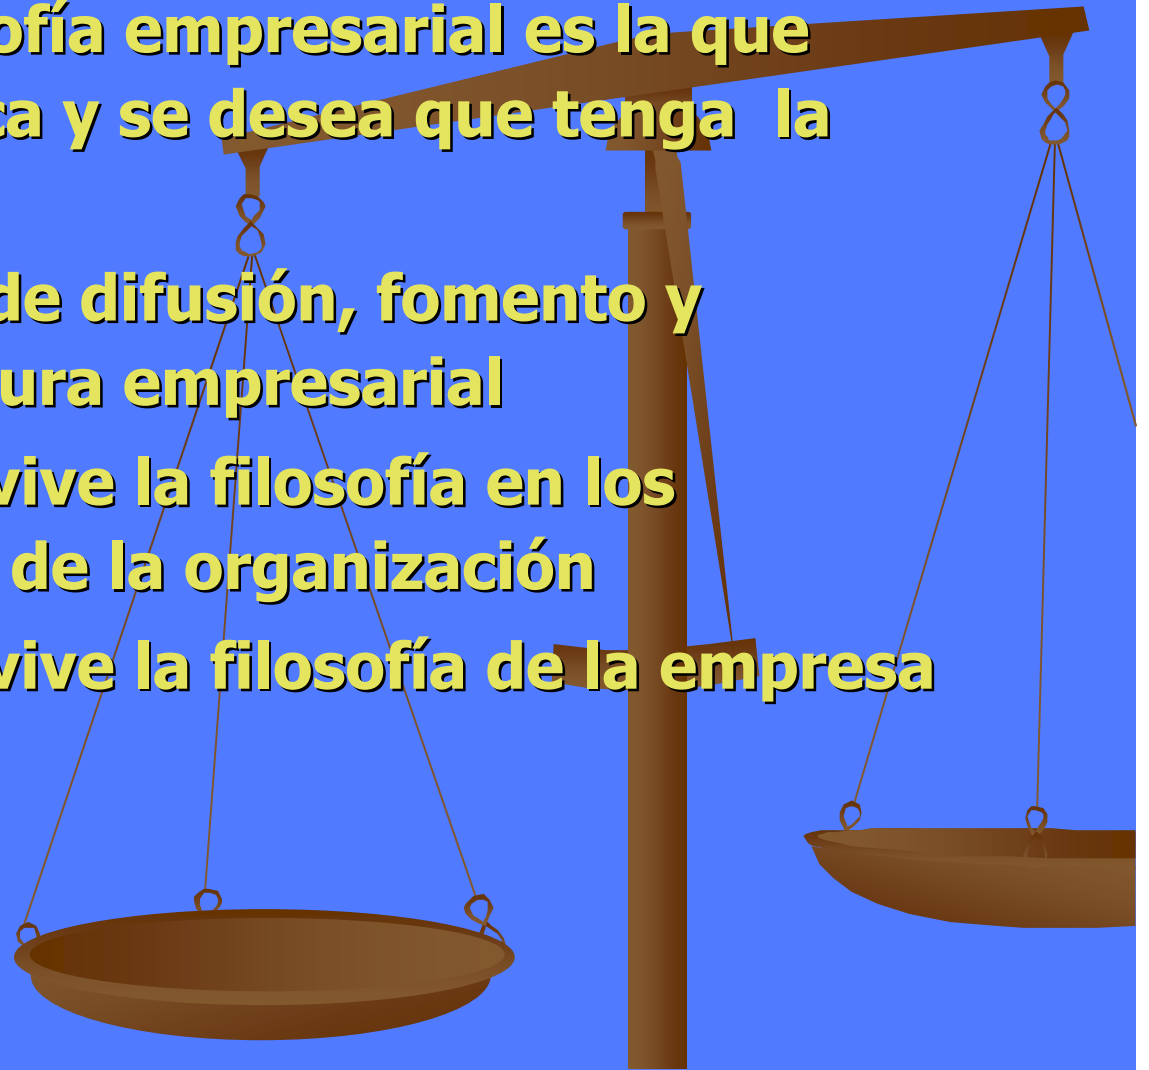 ofía empresarial es la que
ca y se desea que tenga la
de difusión, fomento y
ura empresarial
vive la filosofía en los
de la organización
vive la filosofía de la empresa